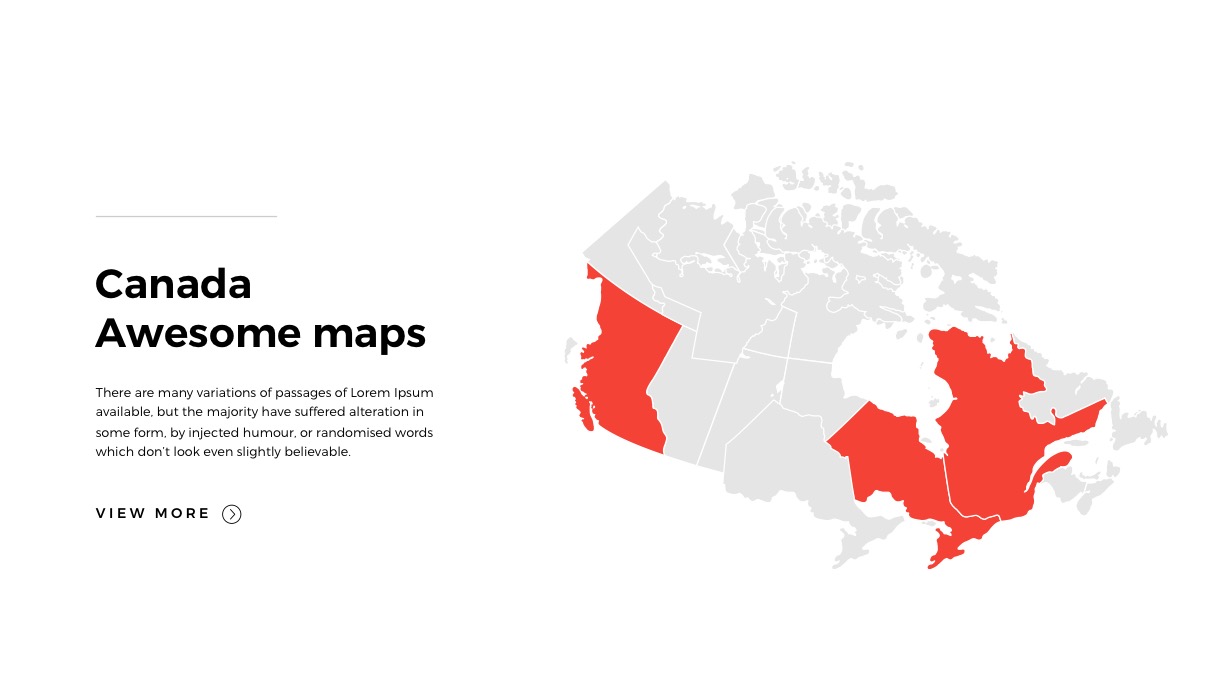 Canada
Awesome maps
There are many variations of passages of Lorem Ipsum
available, but the majority have suffered alteration in
some form, by injected humour, or randomised words
which don't look even slightly believable.
VIEW MORE